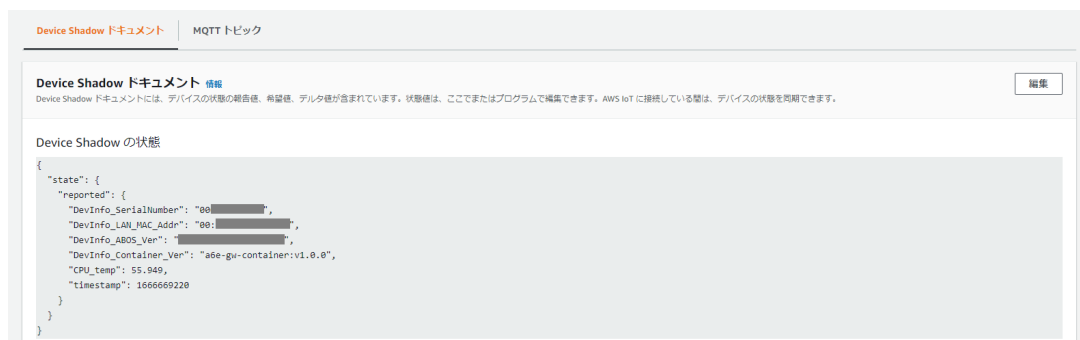 Device Shadow ドキュメント
MQTT トピック
Device Shadow ドキュメント 情報
編集
Device Shadow ドキュメントには、デバイスの状態の報告値、希望値、デルタ値が含まれています。状態値は、ここでまたはプログラムで編集できます。AWS IoT に接続している間は、デバイスの状態を同期できます。
Device Shadow の状態
{
"state": {
"reported": {
"DevInfo_SerialNumber": "00 ",
"DevInfo_LAN_MAC_Addr": "00: ",
"DevInfo_ABOS_Ver": " ",
"DevInfo_Container_Ver": "a6e-gw-container:v1.0.0",
"CPU_temp": 55.949,
"timestamp": 1666669220
}
}
}